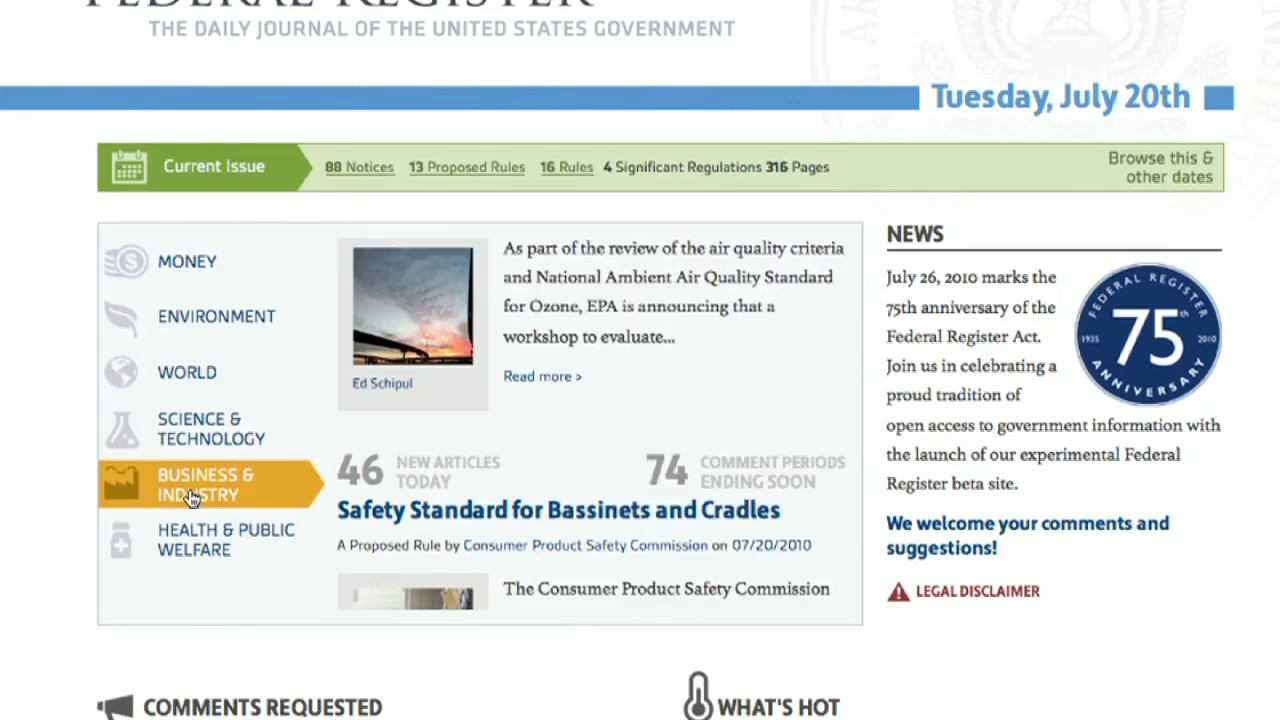 FEDERAL REGISTER
THE DAILY JOURNAL OF THE UNITED STATES GOVERNMENT
Tuesday, July 20th
Current Issue
88 Notices 13 Proposed Rules 16 Rules 4 Significant Regulations 316 Pages
Browse this &
other dates
MONEY
ENVIRONMENT
WORLD
SCIENCE &
TECHNOLOGY
BUSINESS &
INDUSTRY
HEALTH & PUBLIC
WELFARE
Ed Schipul
As part of the review of the air quality criteria
and National Ambient Air Quality Standard
for Ozone, EPA is announcing that a
workshop to evaluate...
Read more >
46 NEW ARTICLES
TODAY
74 COMMENT PERIODS
ENDING SOON
Safety Standard for Bassinets and Cradles
A Proposed Rule by Consumer Product Safety Commission on 07/20/2010
The Consumer Product Safety Commission
NEWS
July 26, 2010 marks the
75th anniversary of the
Federal Register Act.
Join us in celebrating a
proud tradition of
open access to government information with
the launch of our experimental Federal
Register beta site.
FEDERAL REGISTER
1935 75th 2010
ANNIVERSARY
We welcome your comments and
suggestions!
LEGAL DISCLAIMER
COMMENTS REQUESTED
WHAT'S HOT